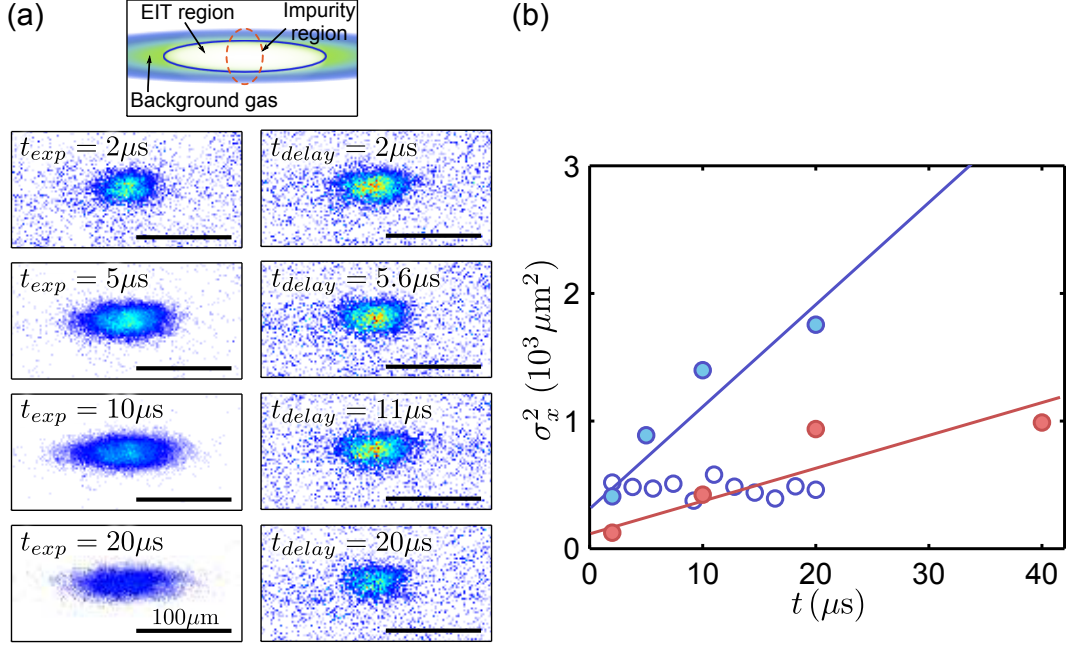 (a)
EIT region
Impurity
region
Background gas
t_exp = 2μs
t_delay = 2μs
t_exp = 5μs
t_delay = 5.6μs
t_exp = 10μs
t_delay = 11μs
t_exp = 20μs
100μm
t_delay = 20μs
(b)
3
2
1
0
σ_x^2 (10^3 μm^2)
0 10 20 30 40
t (μs)